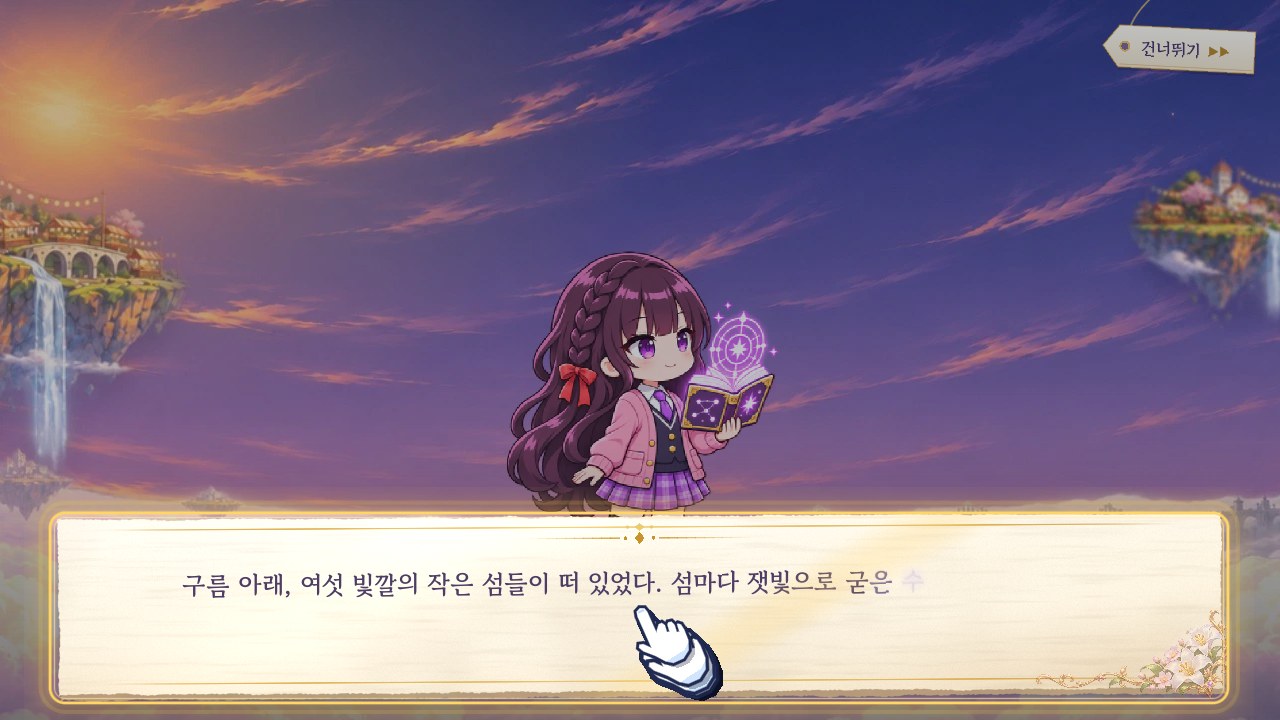 건너뛰기
구름 아래, 여섯 빛깔의 작은 섬들이 떠 있었다. 섬마다 잿빛으로 굳은 수